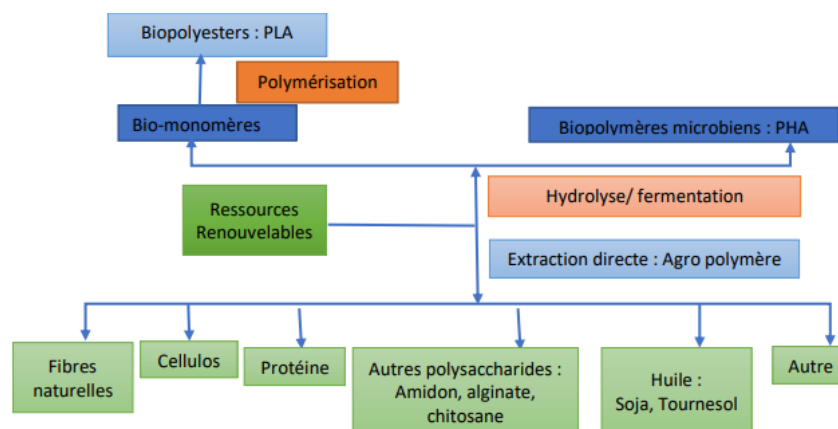 Biopolyesters : PLA
Polymérisation
Bio-monomères
Biopolymères microbiens : PHA
Hydrolyse/ fermentation
Ressources
Renouvelables
Extraction directe : Agro polymère
Fibres
naturelles
Cellulos
Protéine
Autres polysaccharides :
Amidon, alginate,
chitosane
Huile :
Soja, Tournesol
Autre